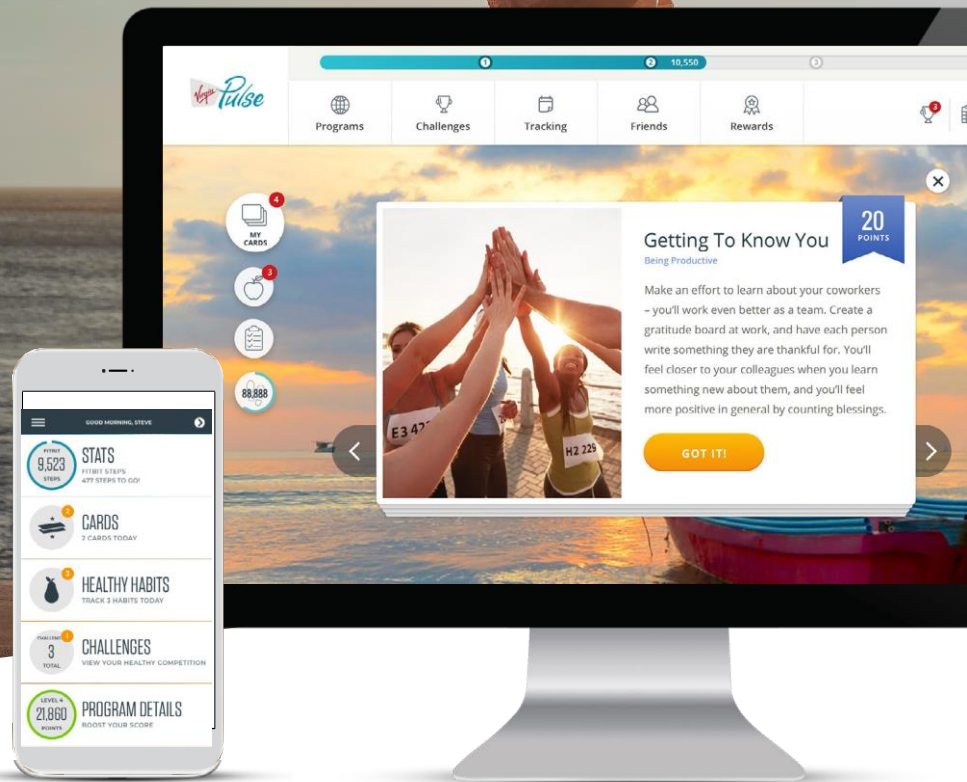 Virgin Pulse
1
2 10,550
3
Programs
Challenges
Tracking
Friends
Rewards
3
4
MY
CARDS
3
88,888
20
POINTS
Getting To Know You
Being Productive
Make an effort to learn about your coworkers
– you'll work even better as a team. Create a
gratitude board at work, and have each person
write something they are thankful for. You'll
feel closer to your colleagues when you learn
something new about them, and you'll feel
more positive in general by counting blessings.
GOT IT!
E3 427
H2 229
GOOD MORNING, STEVE
FITBIT
9,523
STEPS
STATS
FITBIT STEPS
477 STEPS TO GO!
2
CARDS
2 CARDS TODAY
3
HEALTHY HABITS
TRACK 3 HABITS TODAY
1
3
TOTAL
CHALLENGES
VIEW YOUR HEALTHY COMPETITION
LEVEL 4
21,860
POINTS
PROGRAM DETAILS
BOOST YOUR SCORE